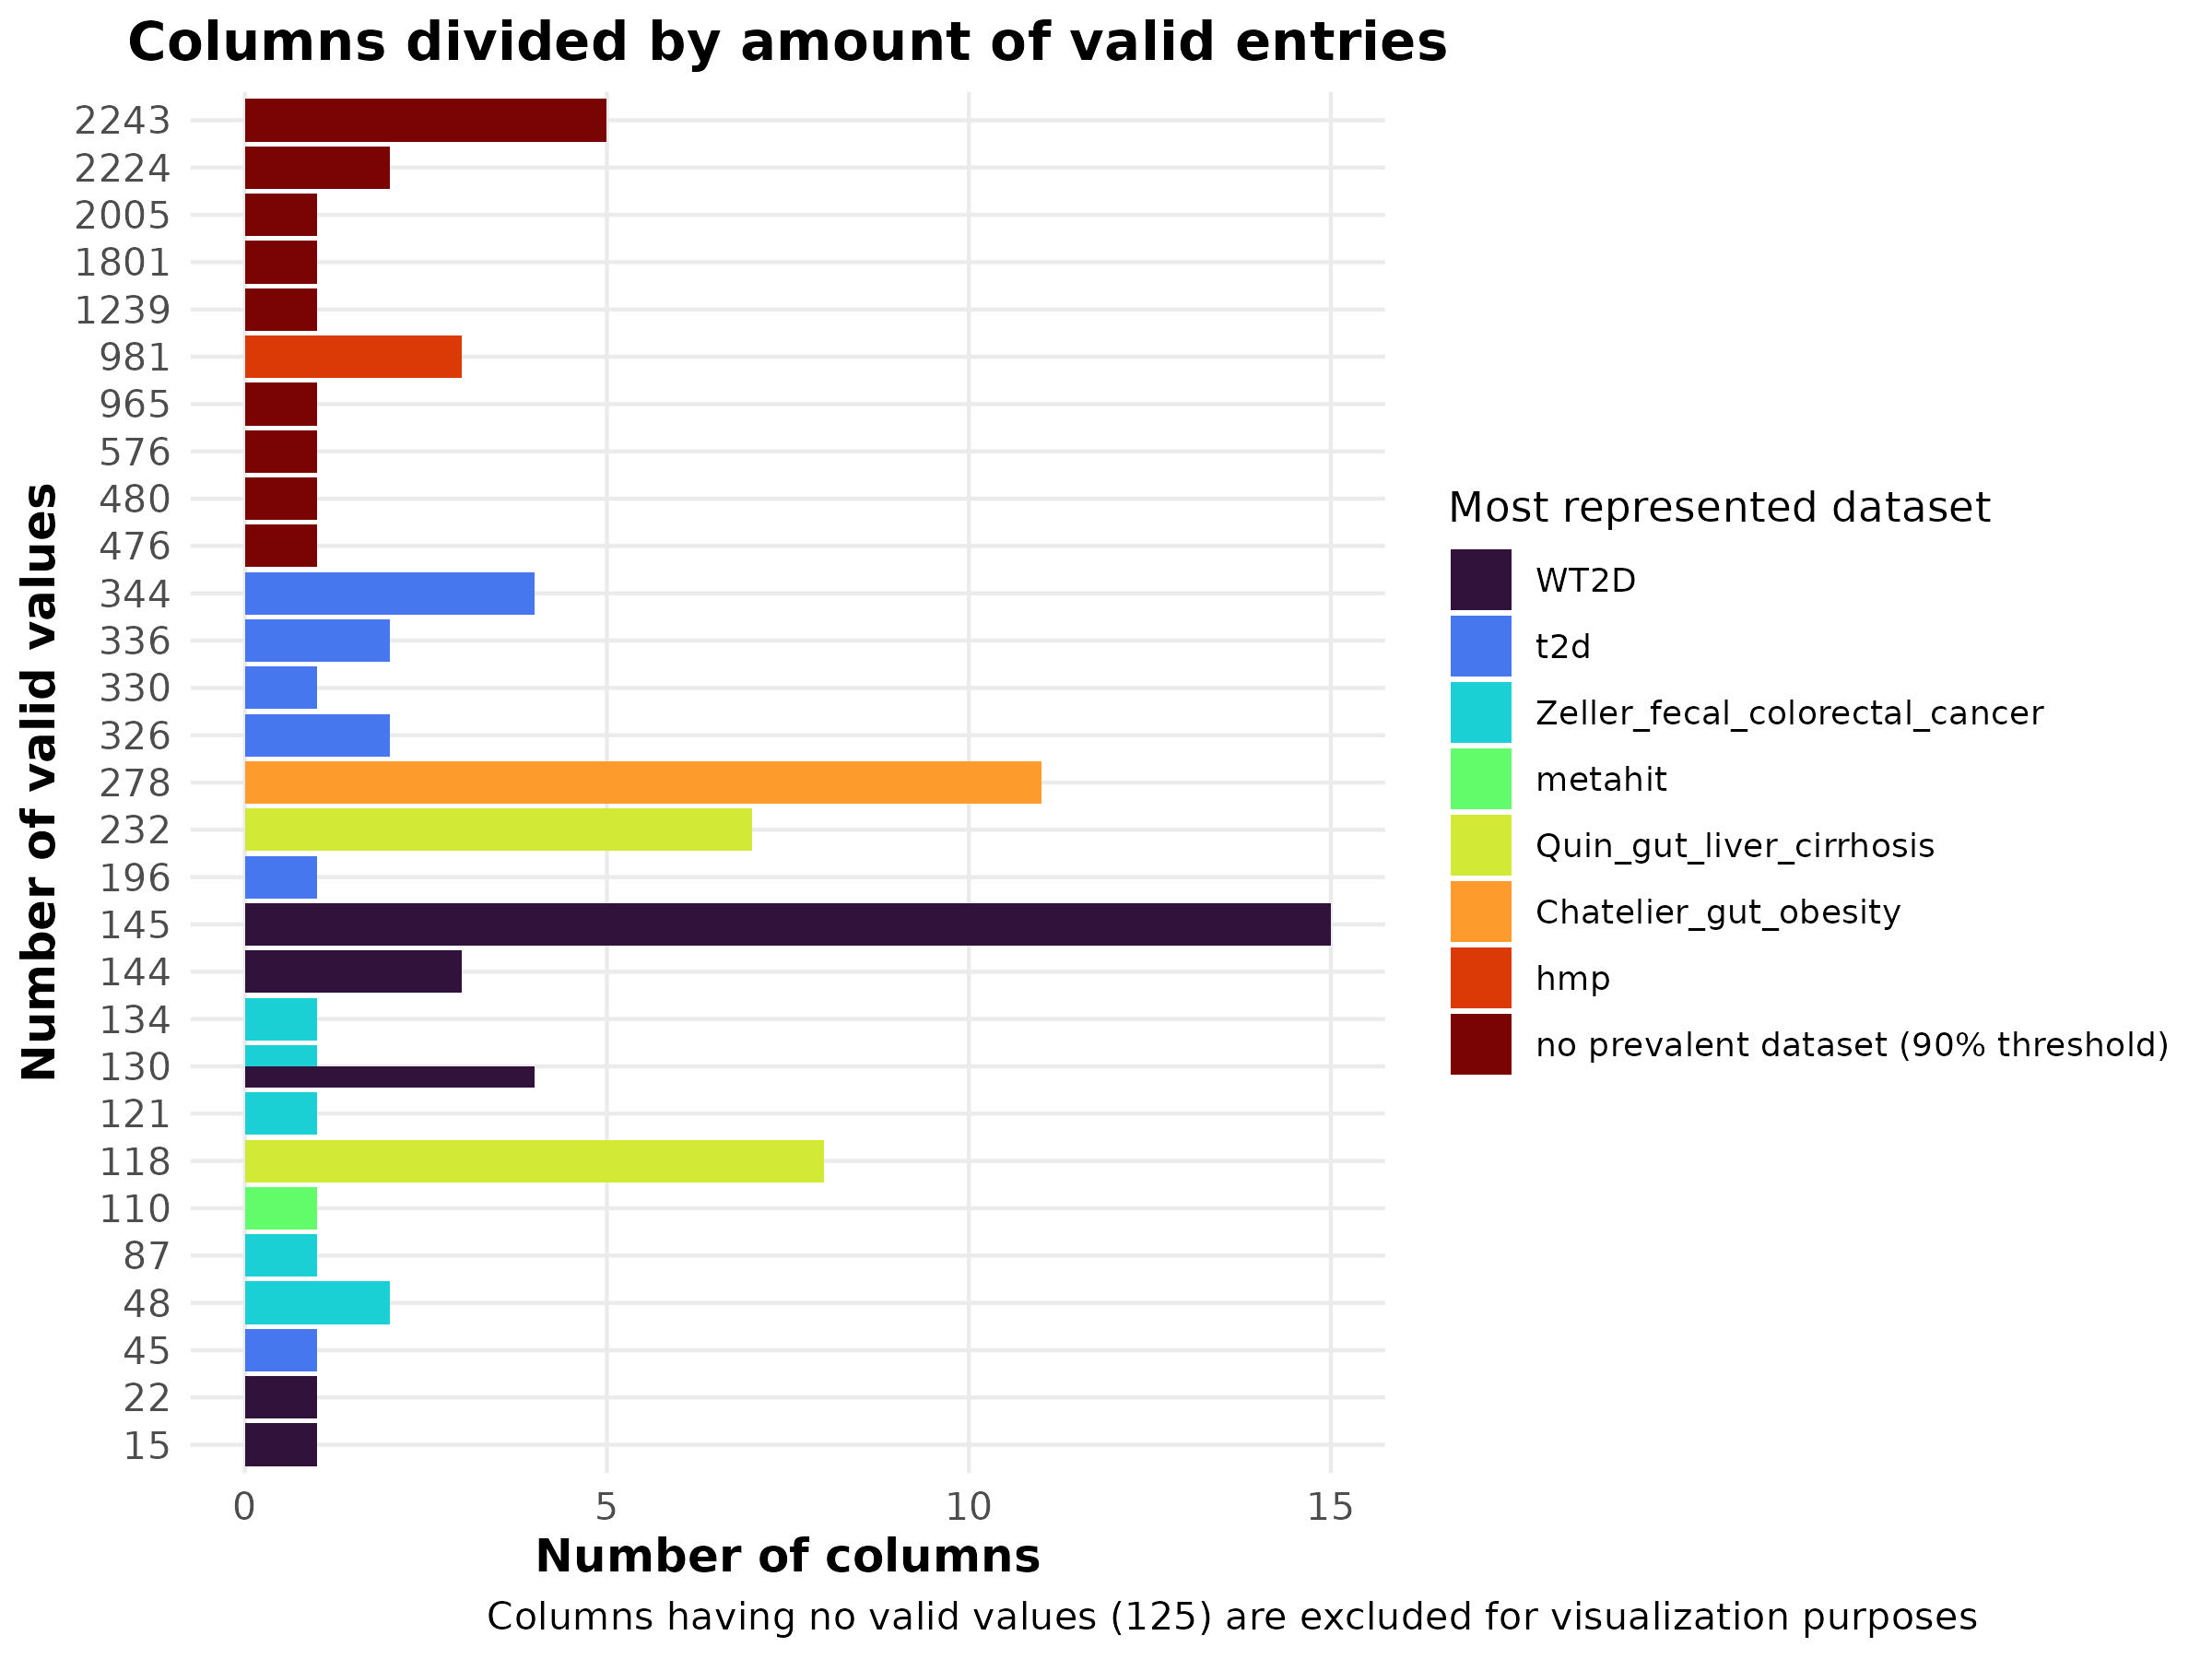 Columns divided by amount of valid entries
Number of valid values
2243
2224
2005
1801
1239
981
965
576
480
476
344
336
330
326
278
232
196
145
144
134
130
121
118
110
87
48
45
22
15
0 5 10 15
Number of columns
Columns having no valid values (125) are excluded for visualization purposes
Most represented dataset
WT2D
t2d
Zeller_fecal_colorectal_cancer
metahit
Quin_gut_liver_cirrhosis
Chatelier_gut_obesity
hmp
no prevalent dataset (90% threshold)